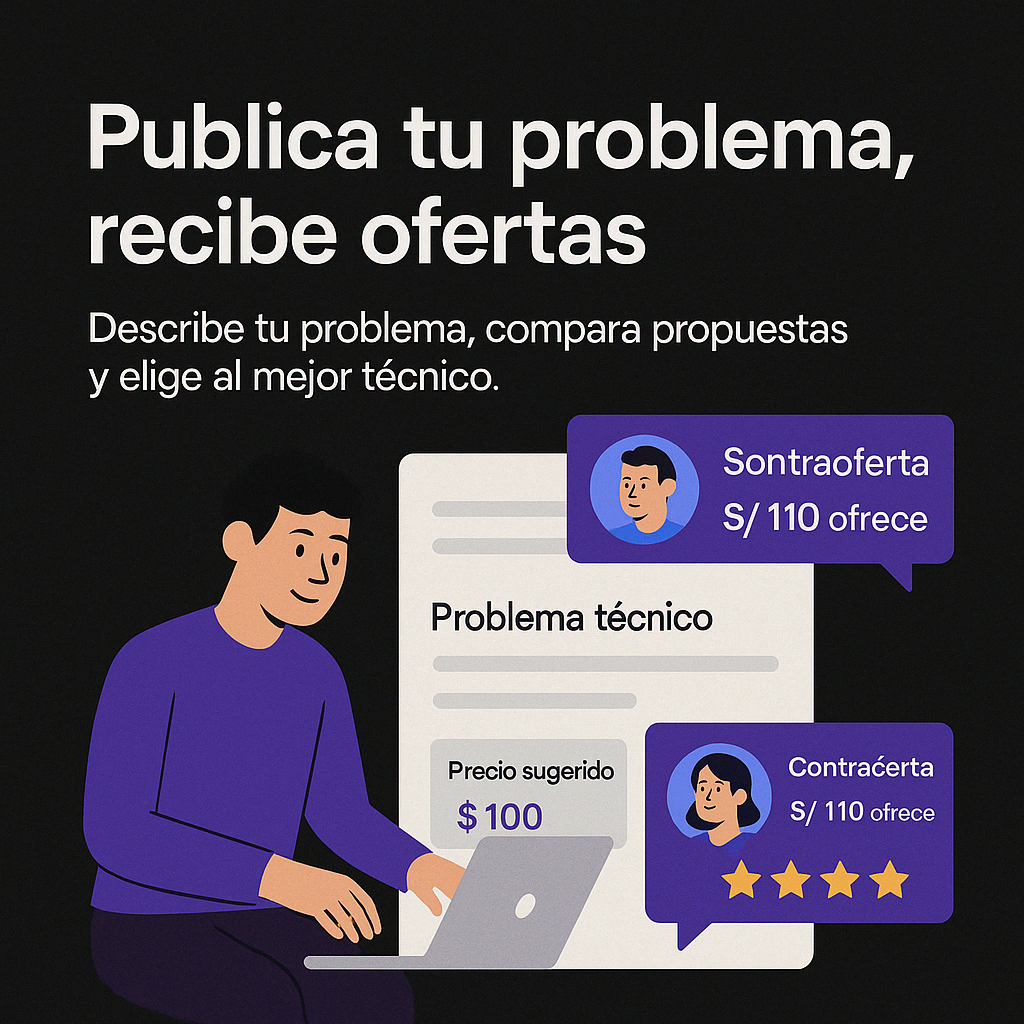 Publica tu problema,
recibe ofertas
Describe tu problema, compara propuestas
y elige al mejor técnico.
Sontraoferta
S/ 110 ofrece
Problema técnico
Precio sugerido
$ 100
Contraćerta
S/ 110 ofrece